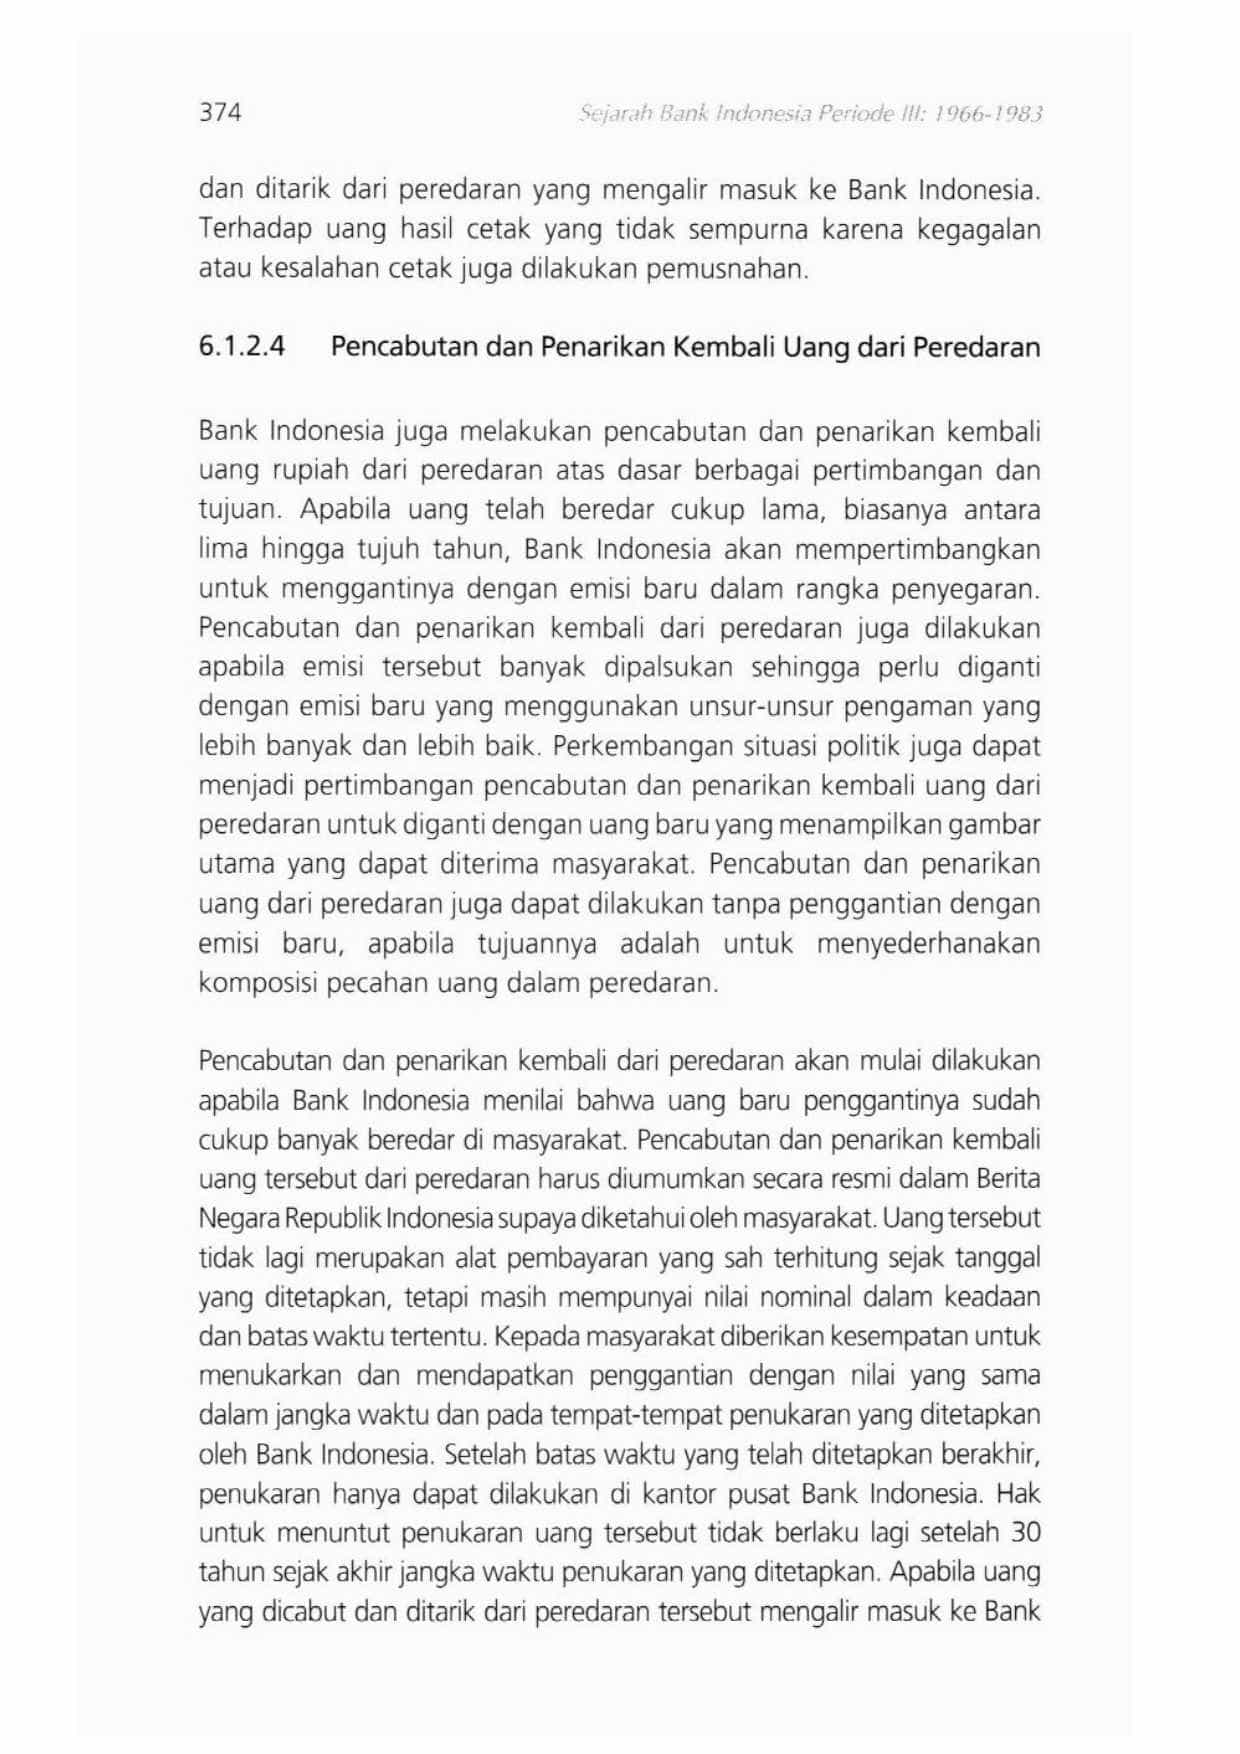 374 Sejarah Bank Indonesia Periode III: 1966-1983
dan ditarik dari peredaran yang mengalir masuk ke Bank Indonesia.
Terhadap uang hasil cetak yang tidak sempurna karena kegagalan
atau kesalahan cetak juga dilakukan pemusnahan.
6.1.2.4 Pencabutan dan Penarikan Kembali Uang dari Peredaran
Bank Indonesia juga melakukan pencabutan dan penarikan kembali
uang rupiah dari peredaran atas dasar berbagai pertimbangan dan
tujuan. Apabila uang telah beredar cukup lama, biasanya antara
lima hingga tujuh tahun, Bank Indonesia akan mempertimbangkan
untuk menggantinya dengan emisi baru dalam rangka penyegaran.
Pencabutan dan penarikan kembali dari peredaran juga dilakukan
apabila emisi tersebut banyak dipalsukan sehingga perlu diganti
dengan emisi baru yang menggunakan unsur-unsur pengaman yang
lebih banyak dan lebih baik. Perkembangan situasi politik juga dapat
menjadi pertimbangan pencabutan dan penarikan kembali uang dari
peredaran untuk diganti dengan uang baru yang menampilkan gambar
utama yang dapat diterima masyarakat. Pencabutan dan penarikan
uang dari peredaran juga dapat dilakukan tanpa penggantian dengan
emisi baru, apabila tujuannya adalah untuk menyederhanakan
komposisi pecahan uang dalam peredaran.
Pencabutan dan penarikan kembali dari peredaran akan mulai dilakukan
apabila Bank Indonesia menilai bahwa uang baru penggantinya sudah
cukup banyak beredar di masyarakat. Pencabutan dan penarikan kembali
uang tersebut dari peredaran harus diumumkan secara resmi dalam Berita
Negara Republik Indonesia supaya diketahui oleh masyarakat. Uang tersebut
tidak lagi merupakan alat pembayaran yang sah terhitung sejak tanggal
yang ditetapkan, tetapi masih mempunyai nilai nominal dalam keadaan
dan batas waktu tertentu. Kepada masyarakat diberikan kesempatan untuk
menukarkan dan mendapatkan penggantian dengan nilai yang sama
dalam jangka waktu dan pada tempat-tempat penukaran yang ditetapkan
oleh Bank Indonesia. Setelah batas waktu yang telah ditetapkan berakhir,
penukaran hanya dapat dilakukan di kantor pusat Bank Indonesia. Hak
untuk menuntut penukaran uang tersebut tidak berlaku lagi setelah 30
tahun sejak akhir jangka waktu penukaran yang ditetapkan. Apabila uang
yang dicabut dan ditarik dari peredaran tersebut mengalir masuk ke Bank